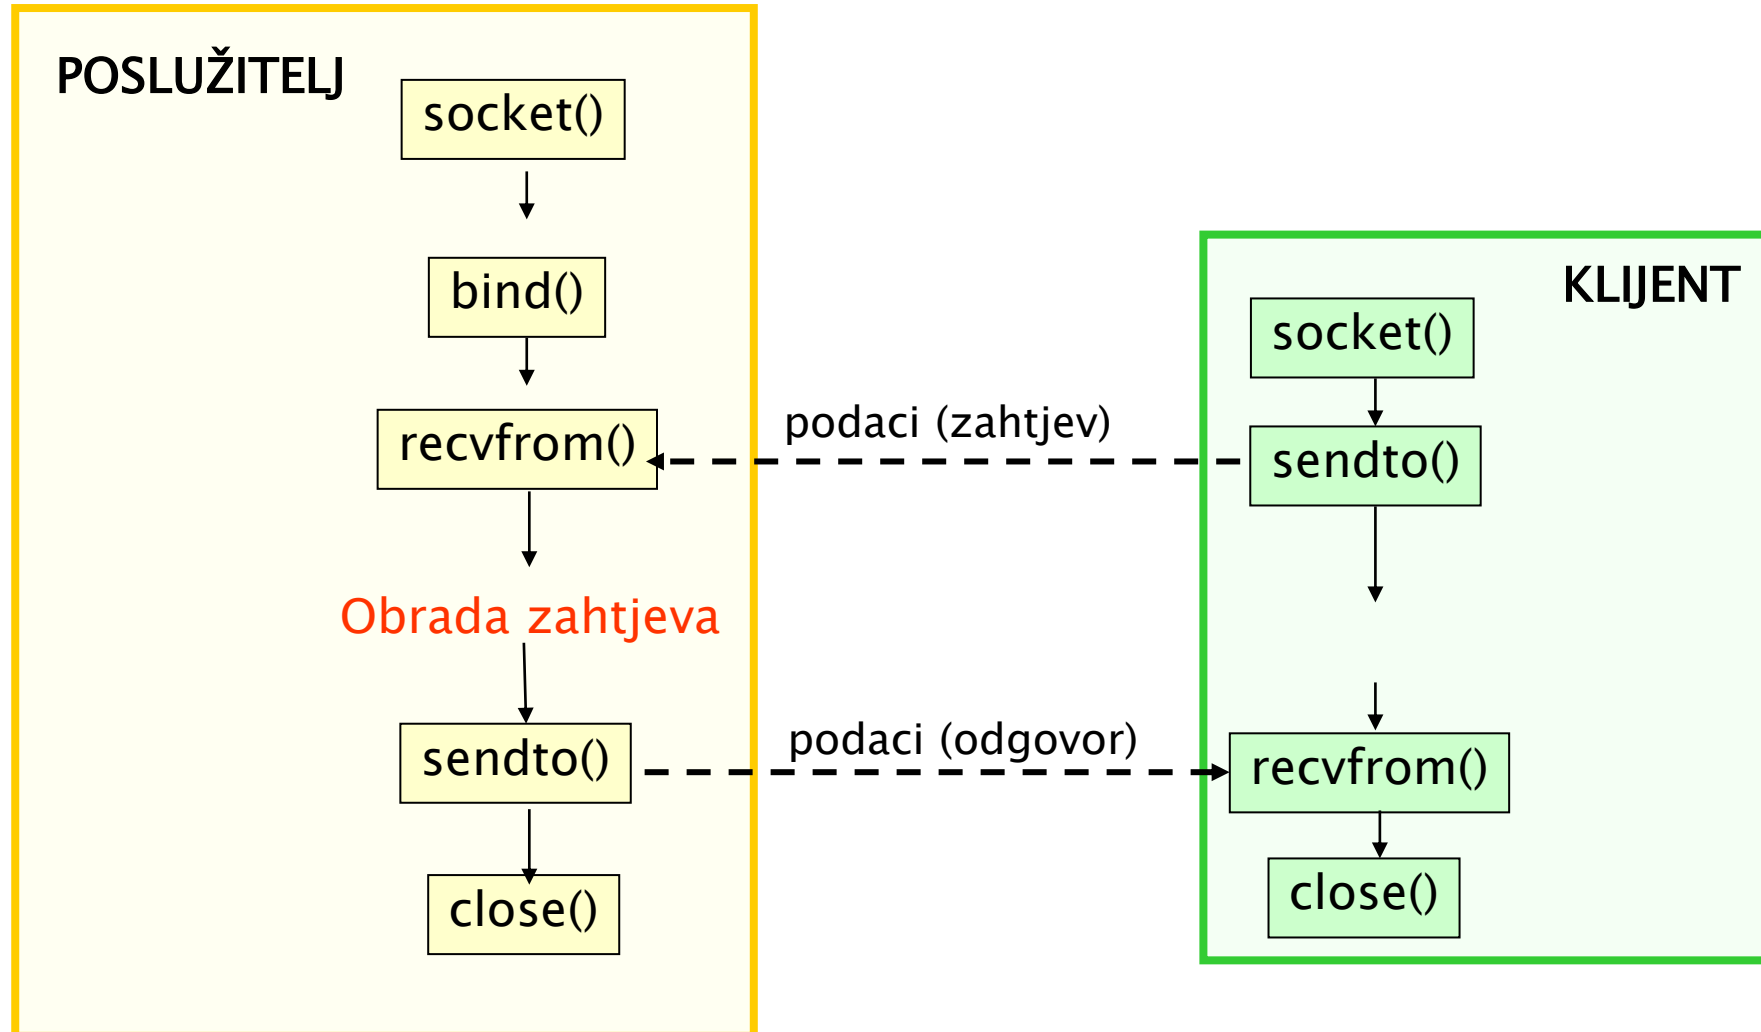 POSLUŽITELJ
socket()
bind()
recvfrom()
Obrada zahtjeva
sendto()
close()
podaci (zahtjev)
podaci (odgovor)
KLIJENT
socket()
sendto()
recvfrom()
close()